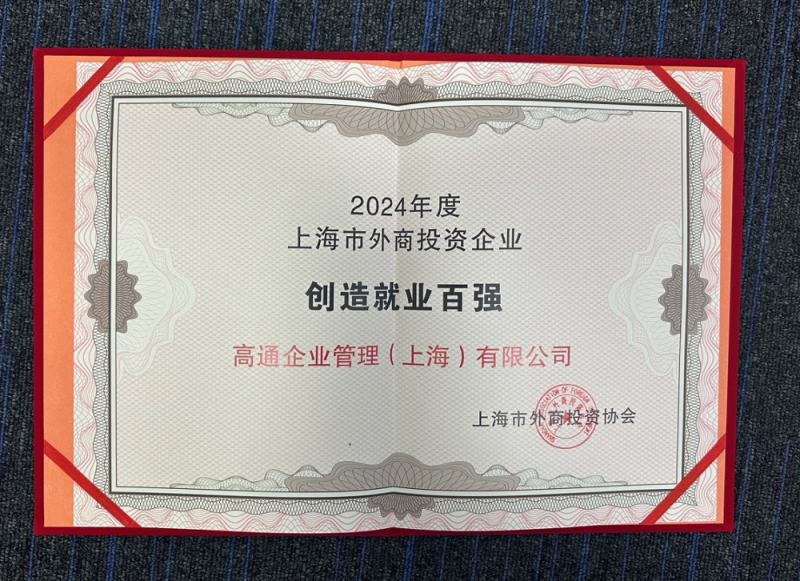 2024年度
上海市外商投资企业
创造就业百强
高通企业管理（上海）有限公司
上海市外商投资协会